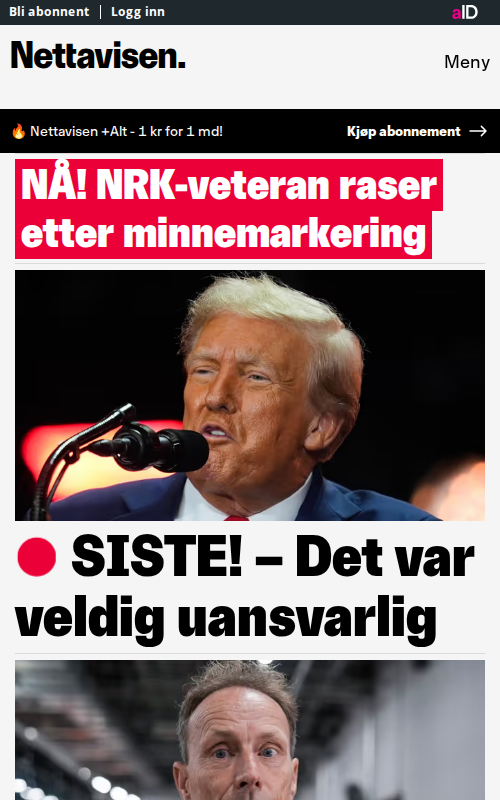 Bli abonnent | Logg inn
aID
Nettavisen.
Meny
🔥 Nettavisen +Alt - 1 kr for 1 md!
Kjøp abonnement →
NÅ! NRK-veteran raser
etter minnemarkering
SISTE! – Det var
veldig uansvarlig